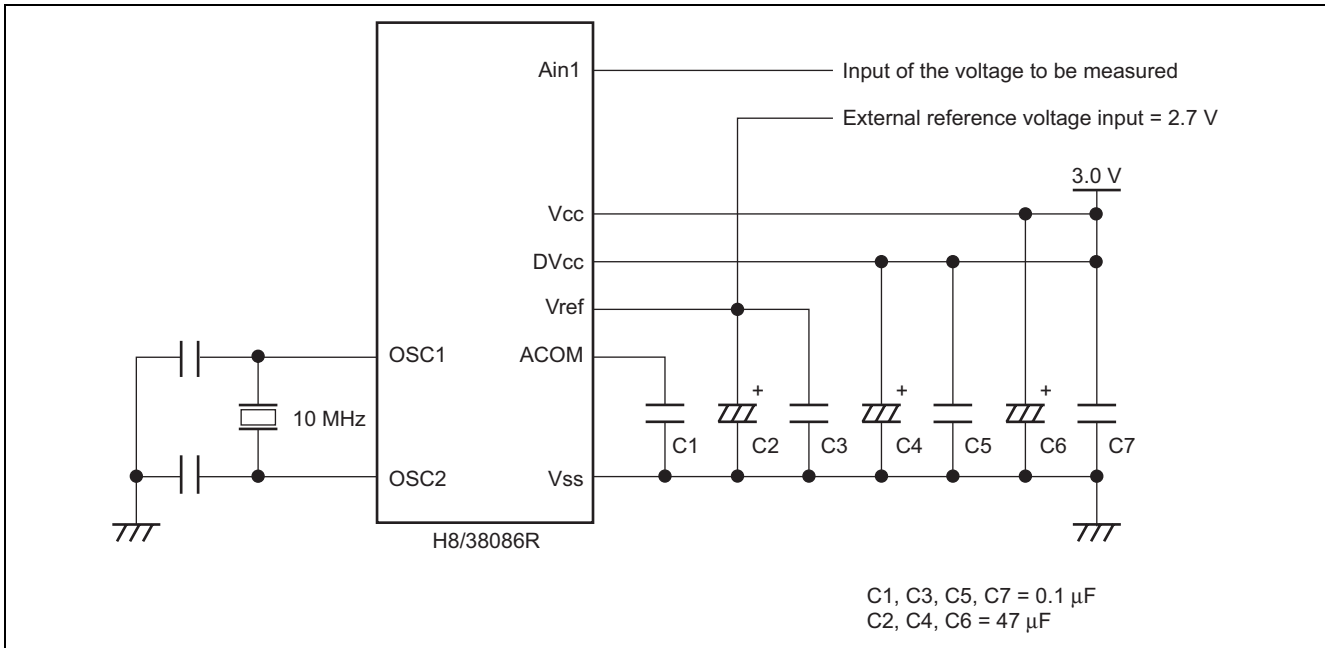 Ain1
Input of the voltage to be measured
External reference voltage input = 2.7 V
3.0 V
Vcc
DVcc
Vref
OSC1
ACOM
10 MHz
+
+
+
C1
C2
C3
C4
C5
C6
C7
OSC2
Vss
H8/38086R
C1, C3, C5, C7 = 0.1 μF
C2, C4, C6 = 47 μF